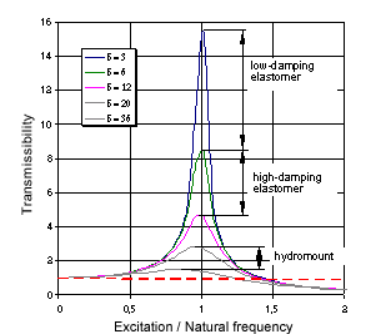 16
14
12
10
8
6
4
2
0
Transmissibility
Б = 3
Б = 6
Б = 12
Б = 20
Б = 36
low-damping
elastomer
high-damping
elastomer
hydromount
0 0,5 1 1,5 2
Excitation / Natural frequency